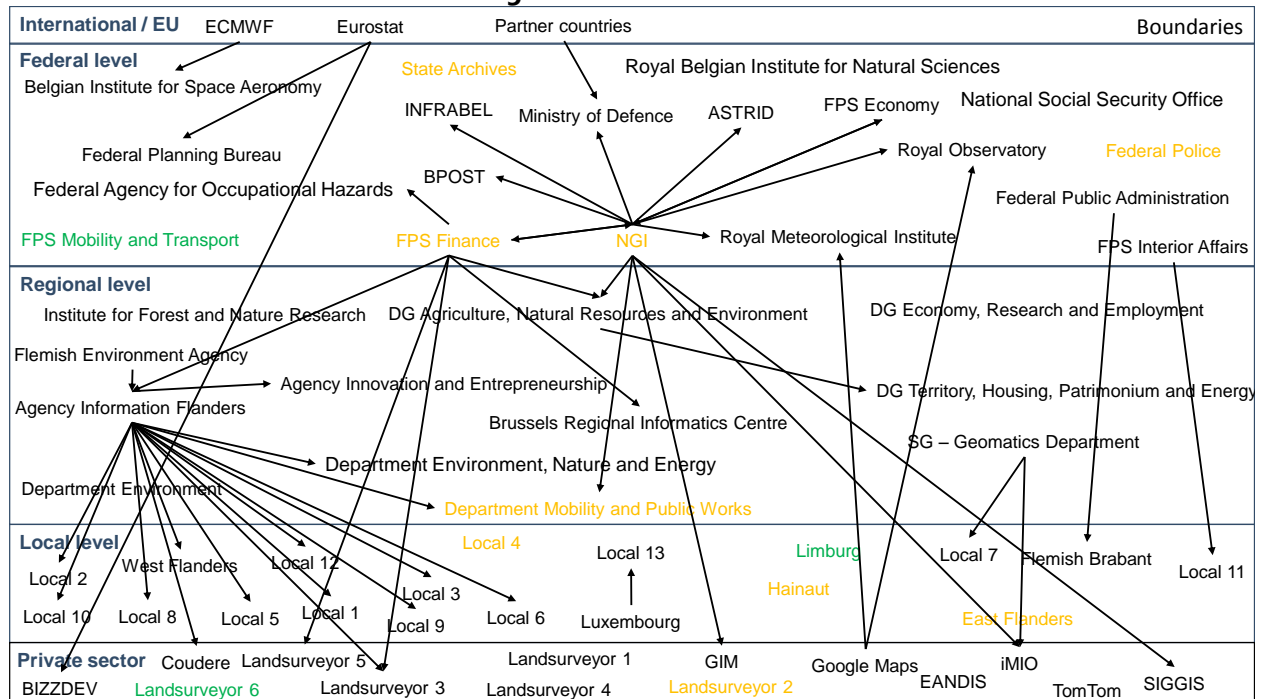 International / EU
ECMWF
Eurostat
Partner countries
Boundaries
Federal level
State Archives
Royal Belgian Institute for Natural Sciences
Belgian Institute for Space Aeronomy
INFRABEL
Ministry of Defence
ASTRID
FPS Economy
National Social Security Office
Federal Planning Bureau
Royal Observatory
Federal Police
Federal Agency for Occupational Hazards
BPOST
Federal Public Administration
FPS Mobility and Transport
FPS Finance
NGI
Royal Meteorological Institute
FPS Interior Affairs
Regional level
Institute for Forest and Nature Research
DG Agriculture, Natural Resources and Environment
DG Economy, Research and Employment
Flemish Environment Agency
Agency Innovation and Entrepreneurship
DG Territory, Housing, Patrimonium and Energy
Agency Information Flanders
Brussels Regional Informatics Centre
SG – Geomatics Department
Department Environment, Nature and Energy
Department Environment
Department Mobility and Public Works
Local level
Local 4
Local 13
Limburg
Local 7
Flemish Brabant
Local 11
Local 2
West Flanders
Local 12
Local 3
Hainaut
Local 10
Local 8
Local 5
Local 1
Local 9
Local 6
Luxembourg
East Flanders
Private sector
Coudere
Landsurveyor 5
Landsurveyor 1
GIM
Google Maps
iMIO
BIZZDEV
Landsurveyor 6
Landsurveyor 3
Landsurveyor 4
Landsurveyor 2
EANDIS
TomTom
SIGGIS